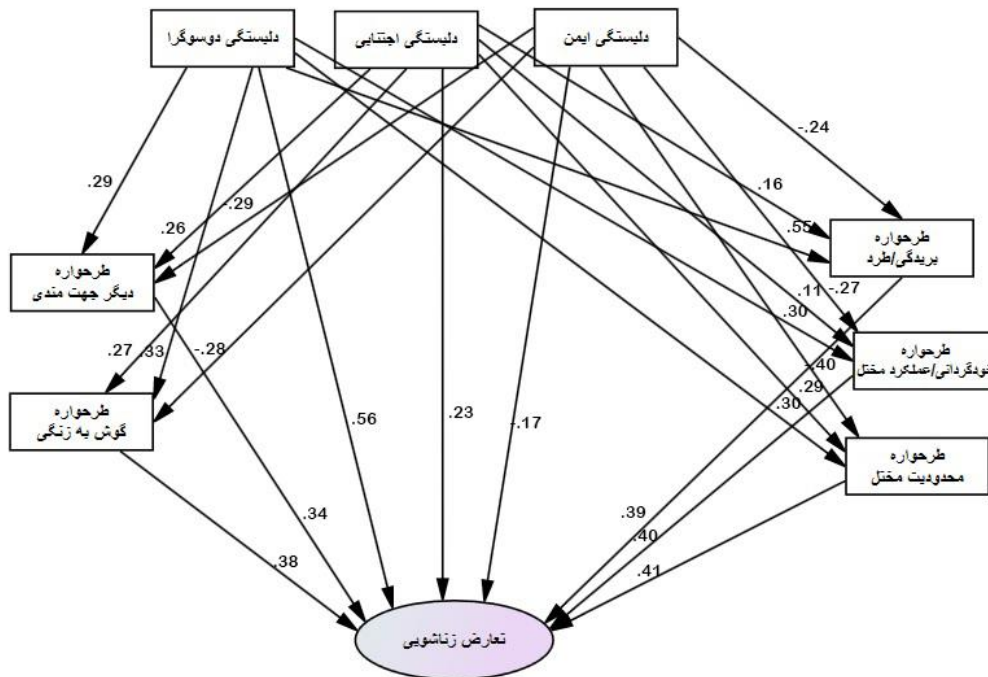 دلبستگی دوسوگرا
دلبستگی اجتنابی
دلبستگی ایمن
-.24
.29
.16
.26
-.29
.55
طرحواره
بریدگی/طرد
طرحواره
دیگر جهت مندی
.11
-.27
.30
.27
.33
-.28
طرحواره
خودگردانی/عملکرد مختل
-.40
.29
.30
طرحواره
گوش به زنگی
.56
.23
-.17
طرحواره
محدودیت مختل
.34
.39
.40
.38
.41
تعارض زناشویی